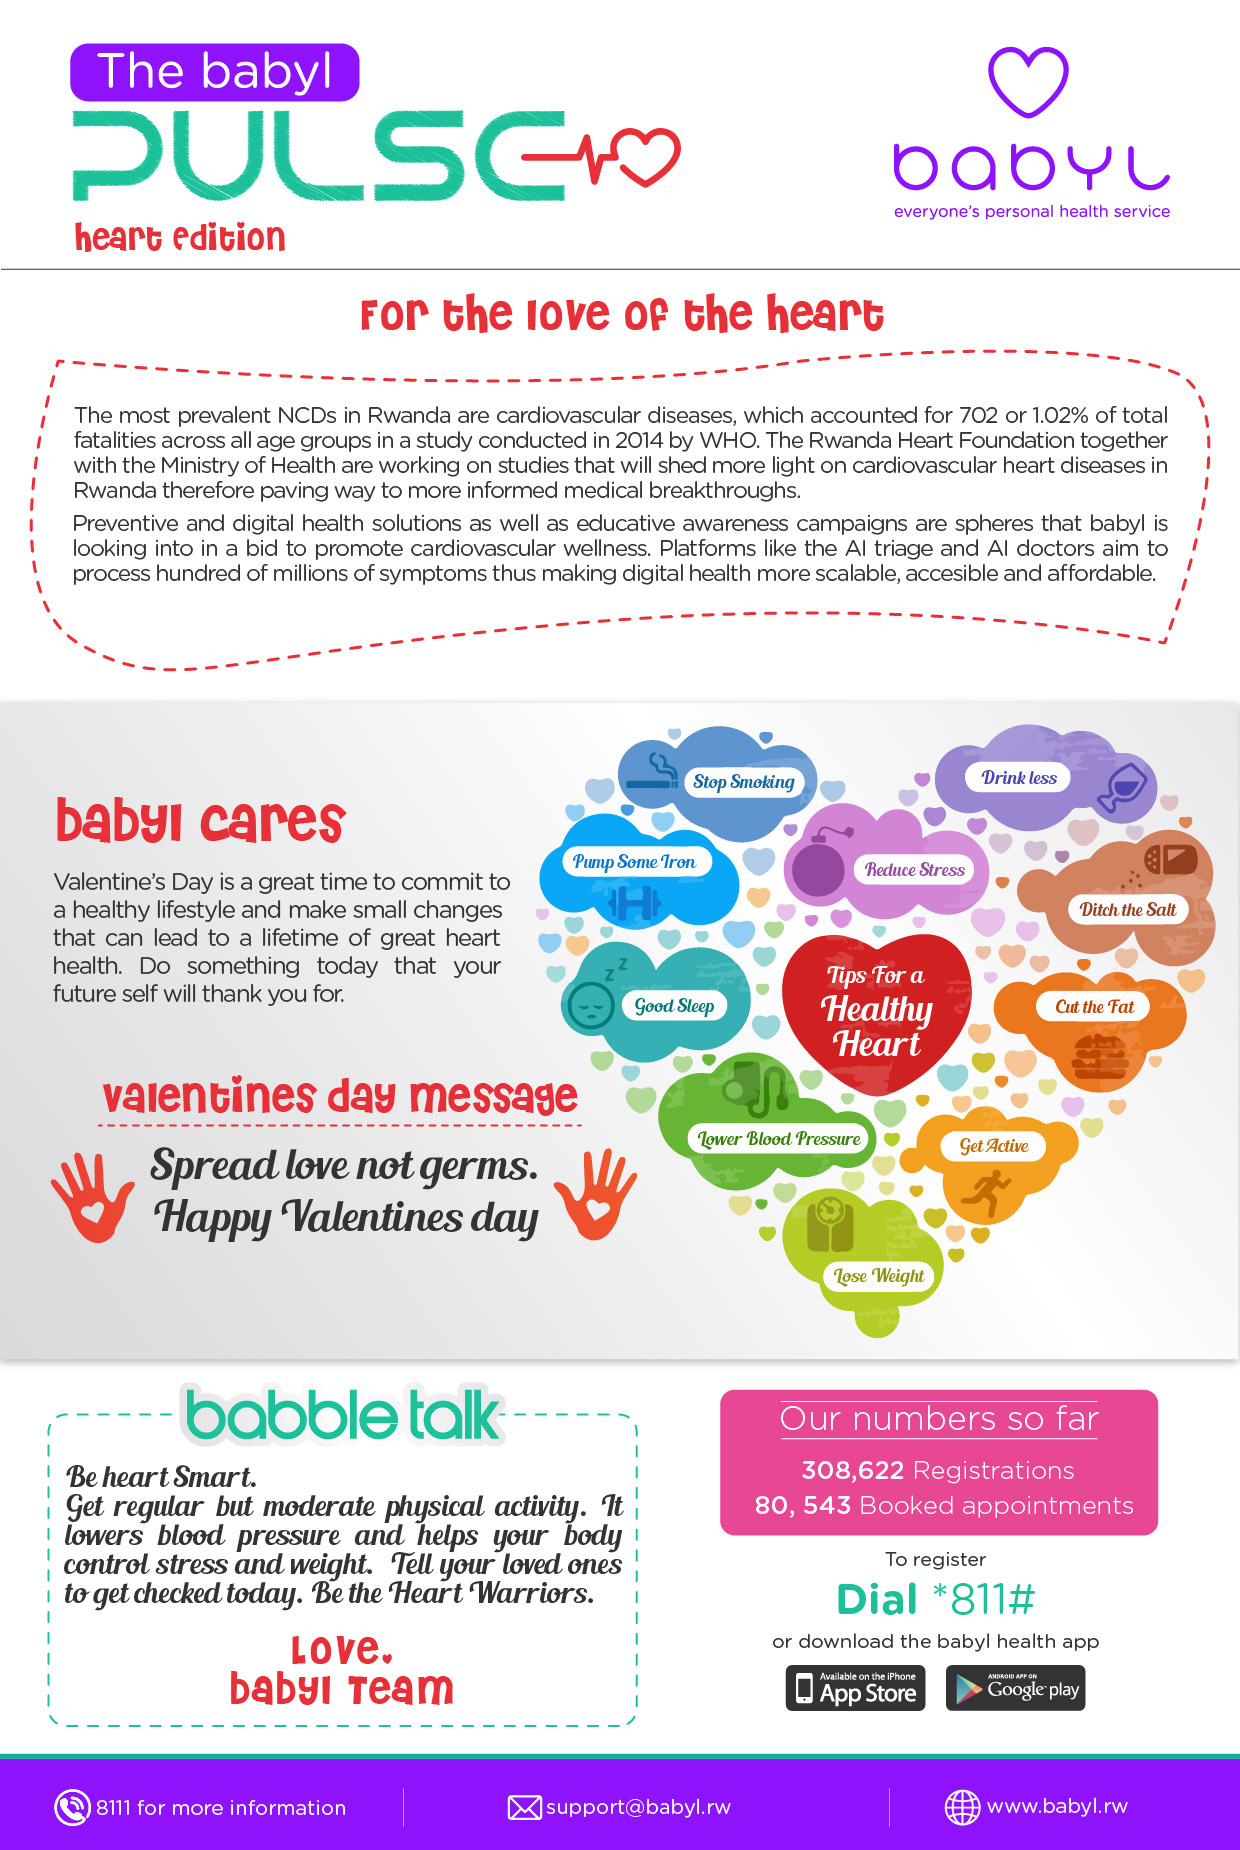 The babyl
PULSE
heart edition
babyl
everyone's personal health service
For the love of the heart
The most prevalent NCDs in Rwanda are cardiovascular diseases, which accounted for 702 or 1.02% of total
fatalities across all age groups in a study conducted in 2014 by WHO. The Rwanda Heart Foundation together
with the Ministry of Health are working on studies that will shed more light on cardiovascular heart diseases in
Rwanda therefore paving way to more informed medical breakthroughs.
Preventive and digital health solutions as well as educative awareness campaigns are spheres that babyl is
looking into in a bid to promote cardiovascular wellness. Platforms like the AI triage and AI doctors aim to
process hundred of millions of symptoms thus making digital health more scalable, accesible and affordable.
babyl cares
Valentine's Day is a great time to commit to
a healthy lifestyle and make small changes
that can lead to a lifetime of great heart
health. Do something today that your
future self will thank you for.
valentines day message
Spread love not germs.
Happy Valentines day
Stop Smoking
Drink less
Pump Some Iron
Reduce Stress
Ditch the Salt
z z
Good Sleep
Tips For a
Healthy
Heart
Cut the Fat
Lower Blood Pressure
Get Active
Lose Weight
babble talk
Be heart Smart.
Get regular but moderate physical activity. It
lowers blood pressure and helps your body
control stress and weight. Tell your loved ones
to get checked today. Be the Heart Warriors.
Love,
babyl Team
Our numbers so far
308,622 Registrations
80, 543 Booked appointments
To register
Dial *811#
or download the babyl health app
Available on the iPhone
App Store
ANDROID APP ON
Google play
8111 for more information
support@babyl.rw
www.babyl.rw